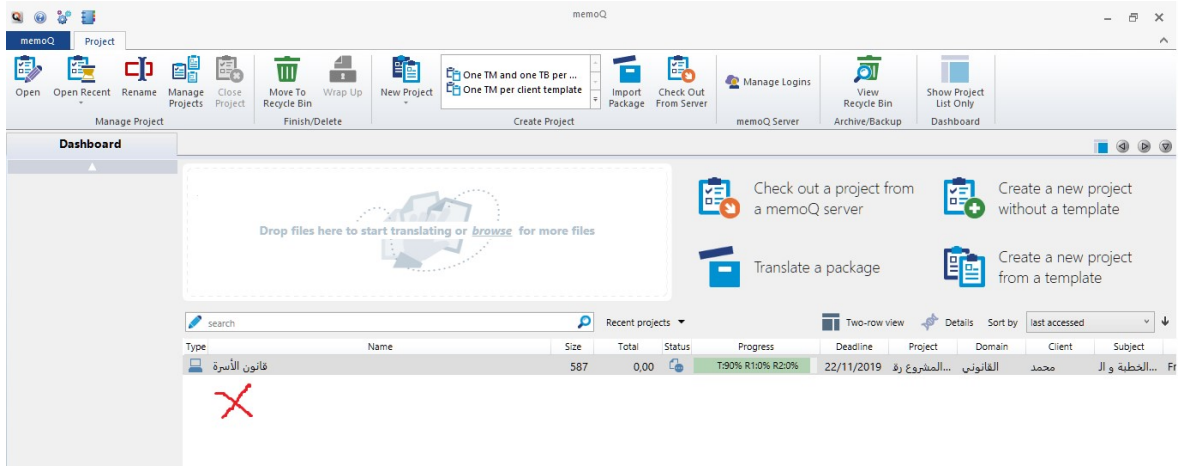 memoQ
memoQ Project
Open Open Recent Rename Manage Projects Close Project Move To Recycle Bin Wrap Up New Project One TM and one TB per ... Import Package Check Out From Server Manage Logins View Recycle Bin Show Project List Only
One TM per client template
Manage Project Finish/Delete Create Project memoQ Server Archive/Backup Dashboard
Dashboard
Drop files here to start translating or browse for more files
Check out a project from
a memoQ server
Create a new project
without a template
Translate a package
Create a new project
from a template
search Recent projects Two-row view Details Sort by last accessed
Type Name Size Total Status Progress Deadline Project Domain Client Subject
قانون الأسرة 587 0,00 T:90% R1:0% R2:0% 22/11/2019 المشروع رق... القانوني محمد الخطبة و ال... Fr